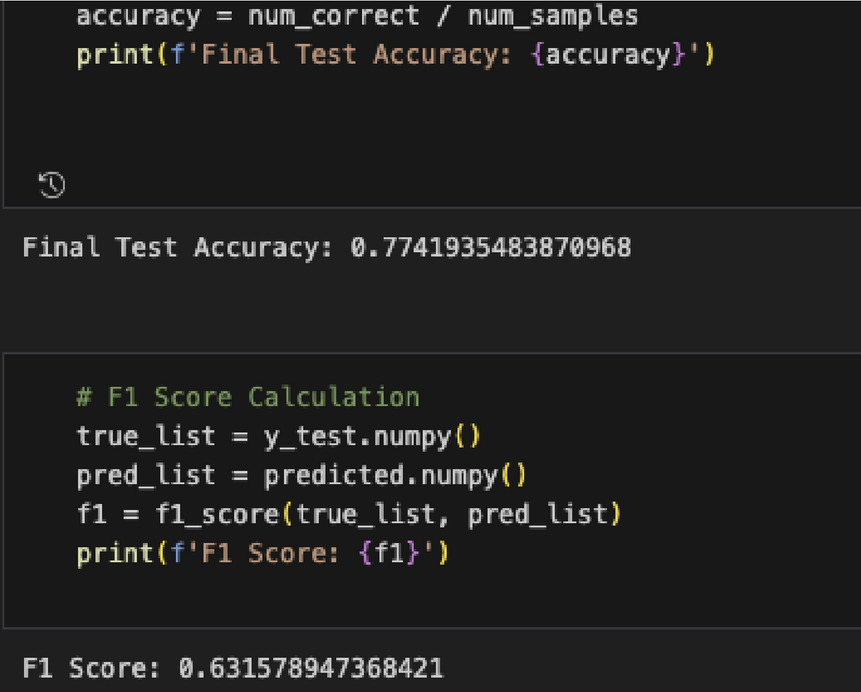 accuracy = num_correct / num_samples
print(f'Final Test Accuracy: {accuracy}')
Final Test Accuracy: 0.7741935483870968
# F1 Score Calculation
true_list = y_test.numpy()
pred_list = predicted.numpy()
f1 = f1_score(true_list, pred_list)
print(f'F1 Score: {f1}')
F1 Score: 0.631578947368421